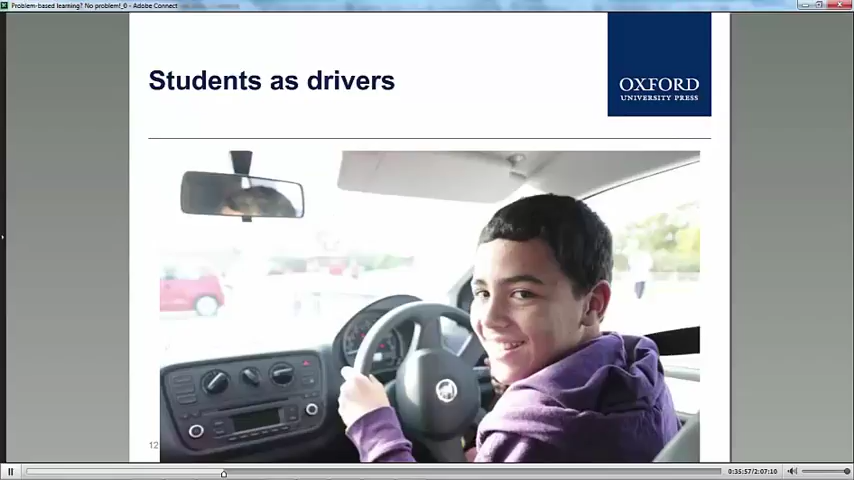 Problem-based learning? No problem!_0 - Adobe Connect
Students as drivers
OXFORD
UNIVERSITY PRESS
12
0:35:57/2:07:10